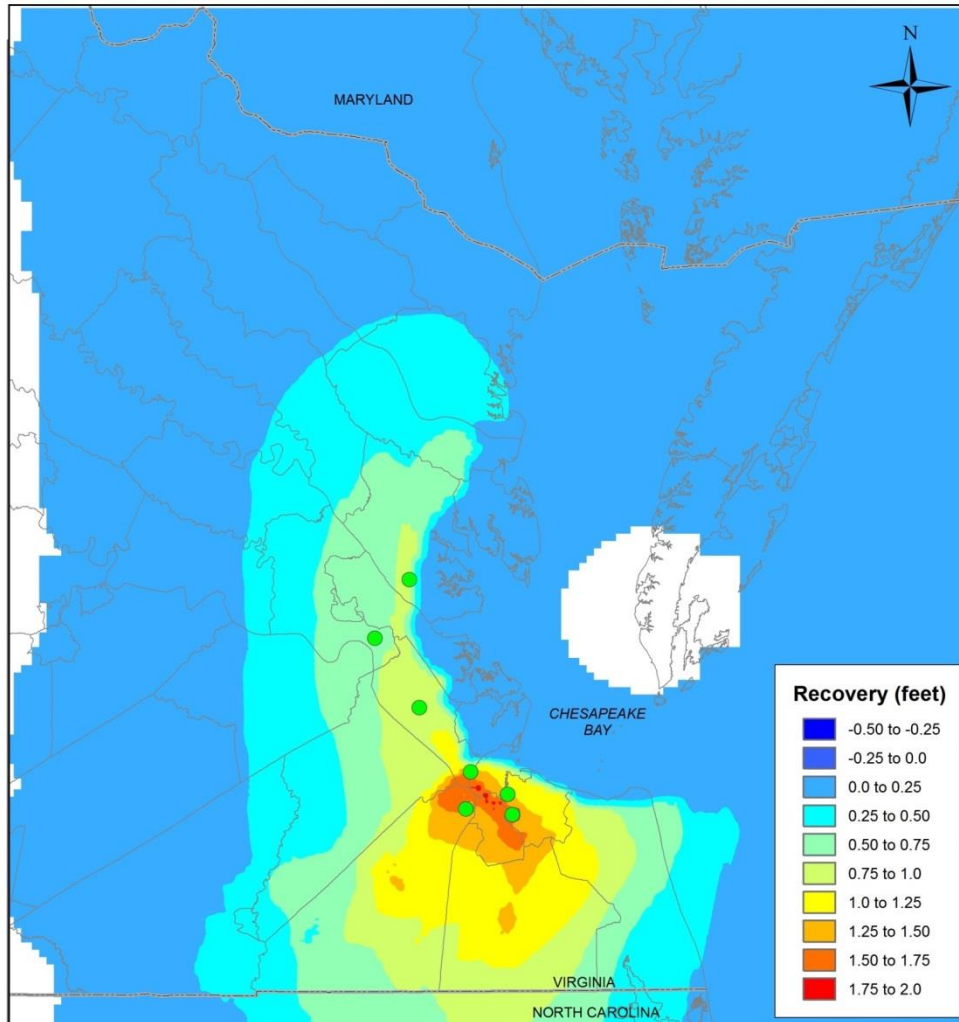 N
MARYLAND
CHESAPEAKE
BAY
Recovery (feet)
-0.50 to -0.25
-0.25 to 0.0
0.0 to 0.25
0.25 to 0.50
0.50 to 0.75
0.75 to 1.0
1.0 to 1.25
1.25 to 1.50
1.50 to 1.75
1.75 to 2.0
VIRGINIA
NORTH CAROLINA